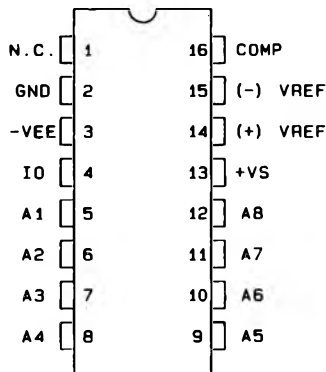 N.C. 1 16 COMP
GND 2 15 (-) VREF
-VEE 3 14 (+) VREF
IO 4 13 +VS
A1 5 12 A8
A2 6 11 A7
A3 7 10 A6
A4 8 9 A5